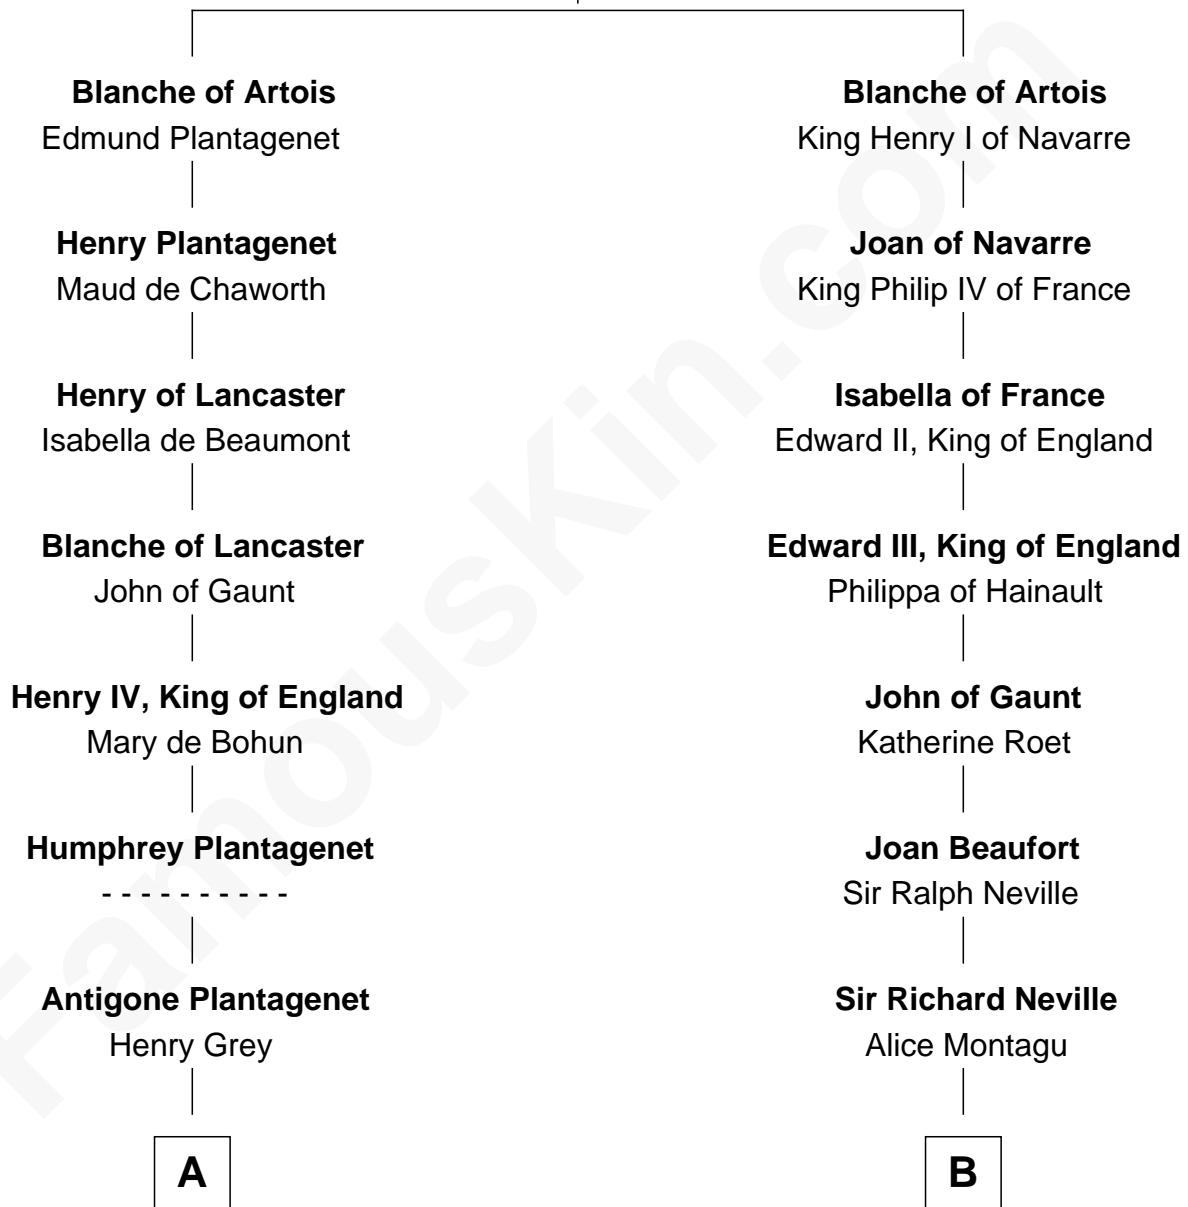 Blanche of Artois
Edmund Plantagenet
Henry Plantagenet
Maud de Chaworth
Henry of Lancaster
Isabella de Beaumont
Blanche of Lancaster
John of Gaunt
Henry IV, King of England
Mary de Bohun
Humphrey Plantagenet
- - - - - - - - - -
Antigone Plantagenet
Henry Grey
A
Blanche of Artois
King Henry I of Navarre
Joan of Navarre
King Philip IV of France
Isabella of France
Edward II, King of England
Edward III, King of England
Philippa of Hainault
John of Gaunt
Katherine Roet
Joan Beaufort
Sir Ralph Neville
Sir Richard Neville
Alice Montagu
B
FamousKin.com